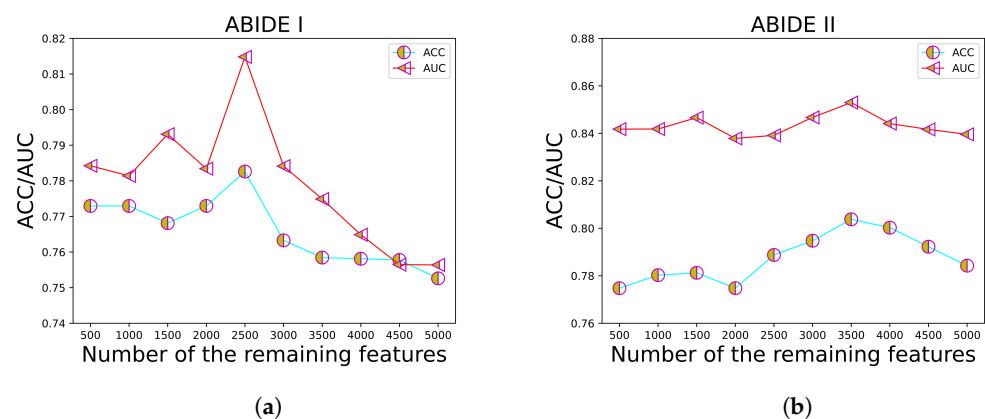 ABIDE I
0.82
0.81
0.80
0.79
0.78
0.77
0.76
0.75
0.74
ACC/AUC
ACC
AUC
500 1000 1500 2000 2500 3000 3500 4000 4500 5000
Number of the remaining features
(a)
ABIDE II
0.88
0.86
0.84
0.82
0.80
0.78
0.76
ACC/AUC
ACC
AUC
500 1000 1500 2000 2500 3000 3500 4000 4500 5000
Number of the remaining features
(b)